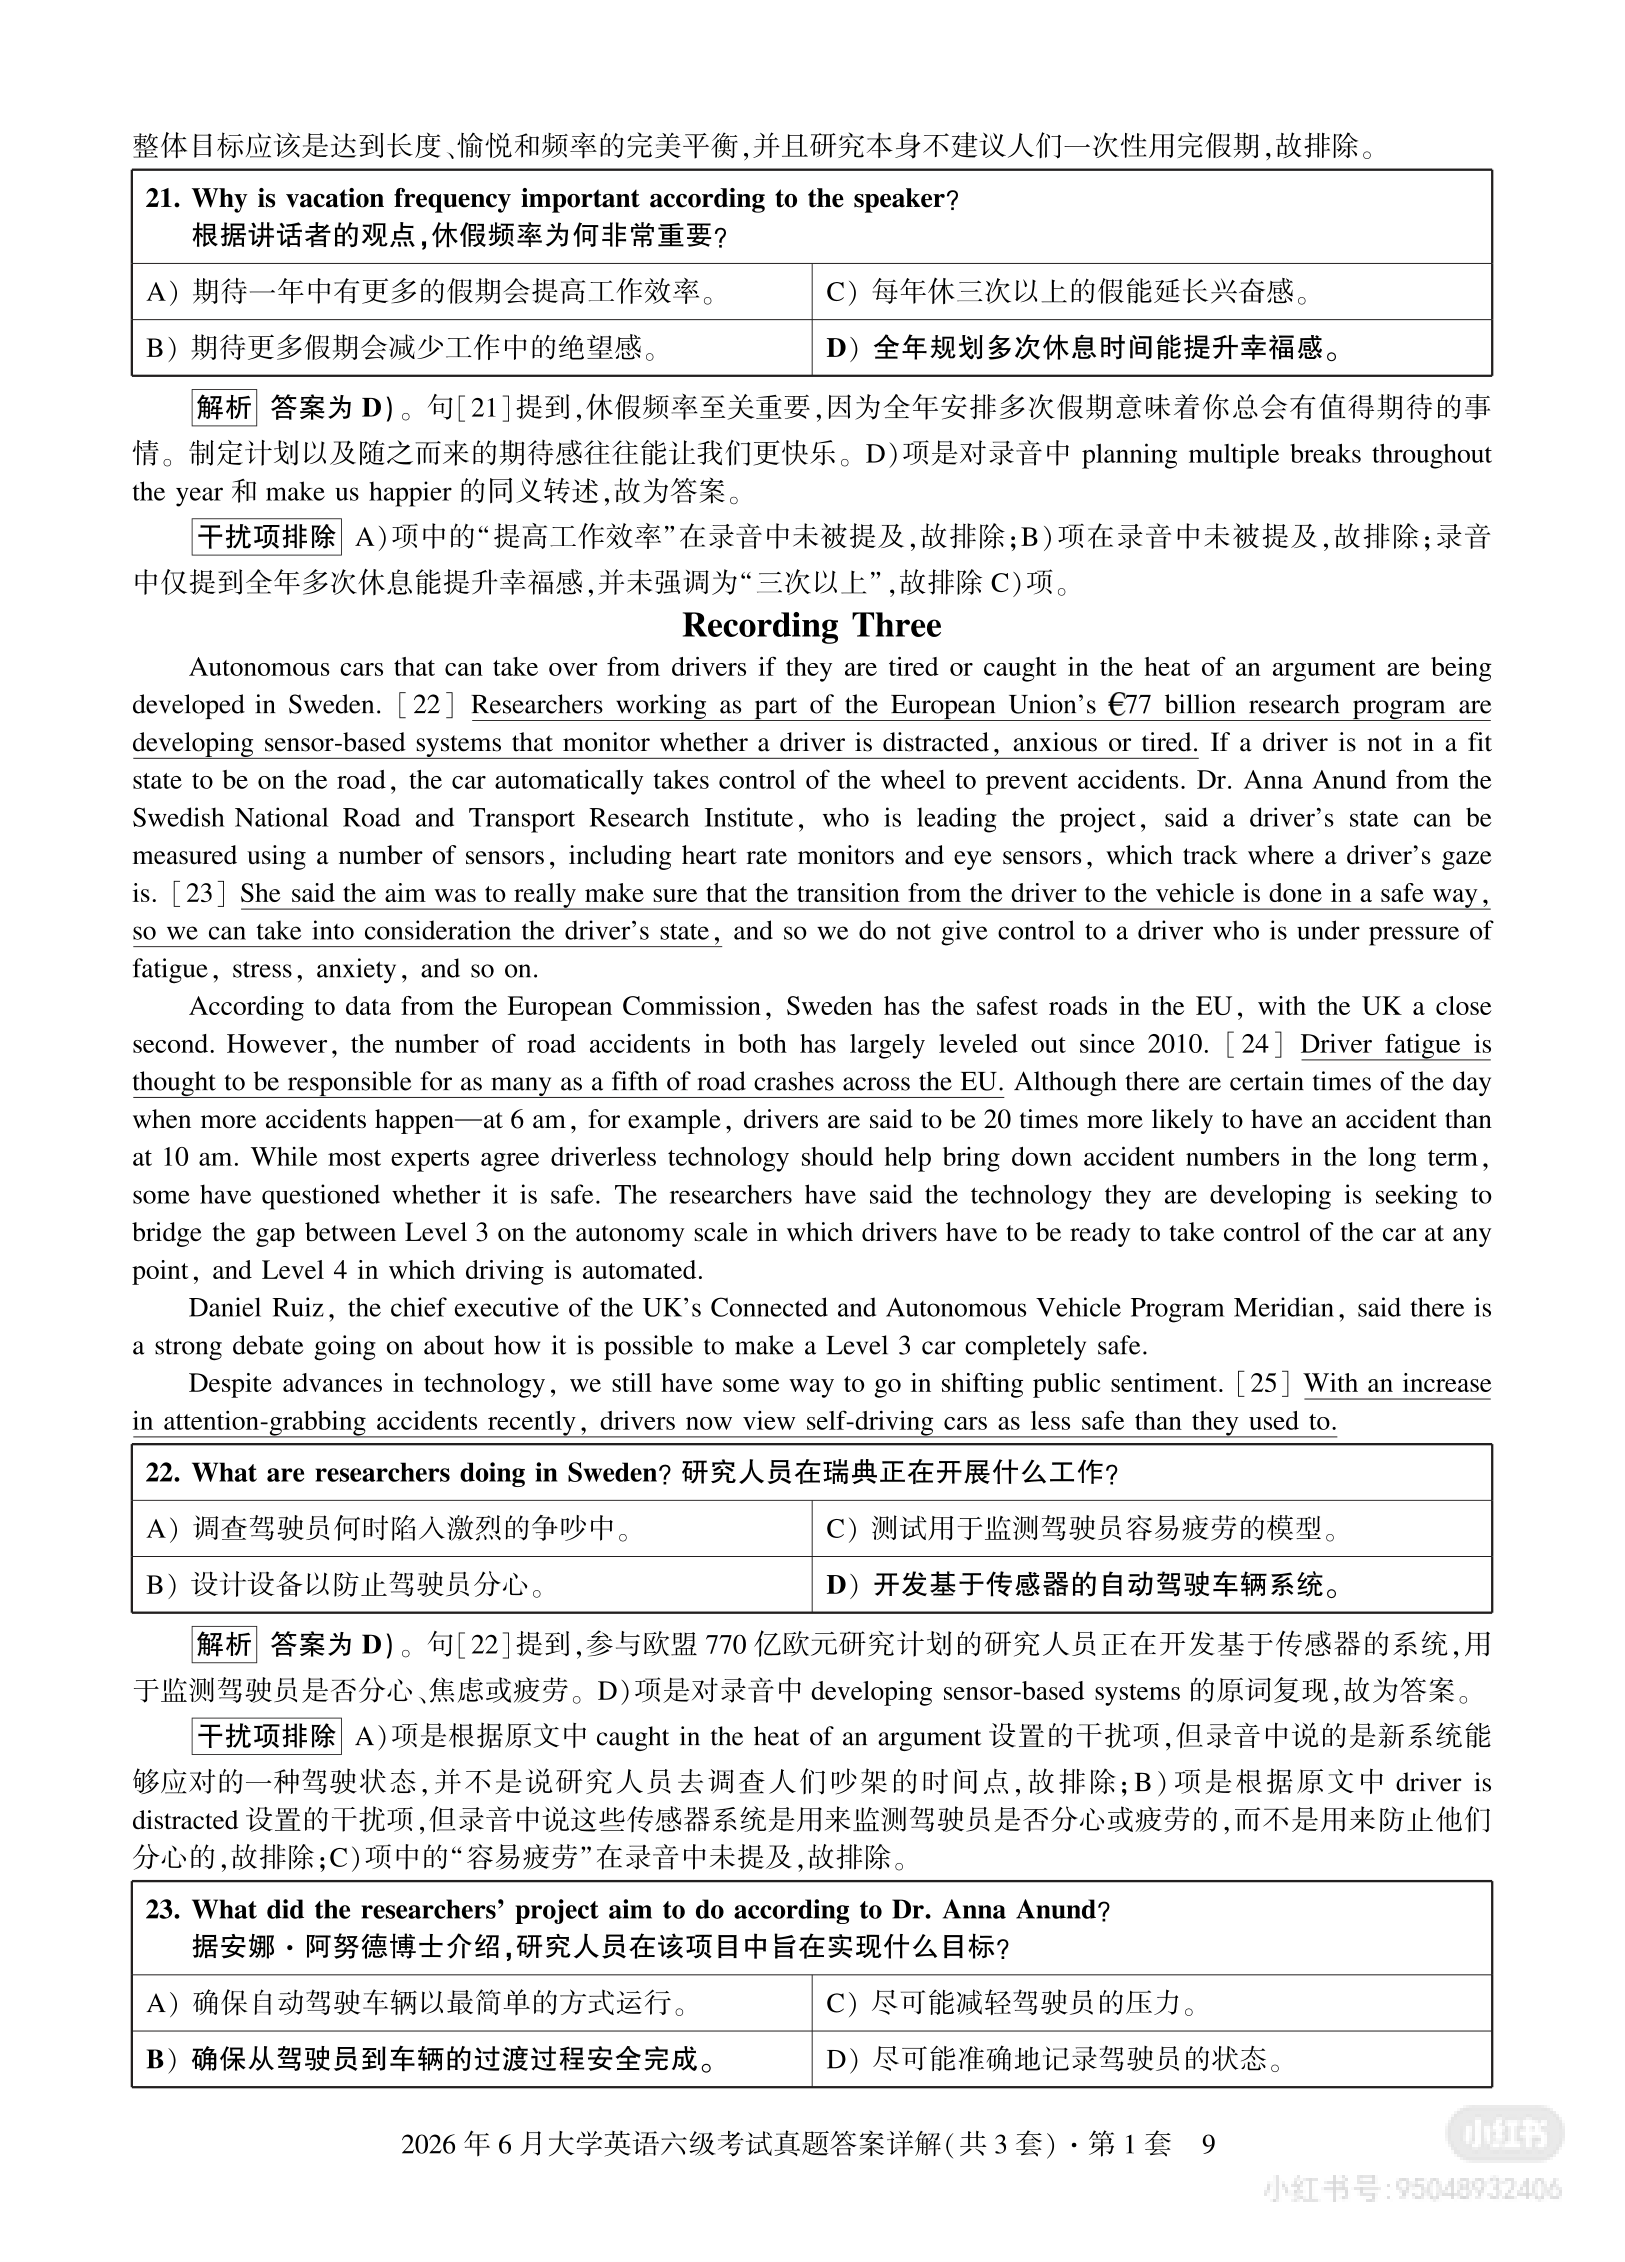 整体目标应该是达到长度、愉悦和频率的完美平衡,并且研究本身不建议人们一次性用完假期,故排除。
21. Why is vacation frequency important according to the speaker?
根据讲话者的观点,休假频率为何非常重要?
A) 期待一年中有更多的假期会提高工作效率。
C) 每年休三次以上的假能延长兴奋感。
B) 期待更多假期会减少工作中的绝望感。
D) 全年规划多次休息时间能提升幸福感。
解析 答案为 D)。句[21]提到,休假频率至关重要,因为全年安排多次假期意味着你总会有值得期待的事
情。制定计划以及随之而来的期待感往往能让我们更快乐。D)项是对录音中 planning multiple breaks throughout
the year 和 make us happier 的同义转述,故为答案。
干扰项排除 A)项中的“提高工作效率”在录音中未被提及,故排除;B)项在录音中未被提及,故排除;录音
中仅提到全年多次休息能提升幸福感,并未强调为“三次以上”,故排除 C)项。
Recording Three
Autonomous cars that can take over from drivers if they are tired or caught in the heat of an argument are being
developed in Sweden. [22] Researchers working as part of the European Union’s €77 billion research program are
developing sensor-based systems that monitor whether a driver is distracted, anxious or tired. If a driver is not in a fit
state to be on the road, the car automatically takes control of the wheel to prevent accidents. Dr. Anna Anund from the
Swedish National Road and Transport Research Institute, who is leading the project, said a driver’s state can be
measured using a number of sensors, including heart rate monitors and eye sensors, which track where a driver’s gaze
is. [23] She said the aim was to really make sure that the transition from the driver to the vehicle is done in a safe way,
so we can take into consideration the driver’s state, and so we do not give control to a driver who is under pressure of
fatigue, stress, anxiety, and so on.
According to data from the European Commission, Sweden has the safest roads in the EU, with the UK a close
second. However, the number of road accidents in both has largely leveled out since 2010. [24] Driver fatigue is
thought to be responsible for as many as a fifth of road crashes across the EU. Although there are certain times of the day
when more accidents happen—at 6 am, for example, drivers are said to be 20 times more likely to have an accident than
at 10 am. While most experts agree driverless technology should help bring down accident numbers in the long term,
some have questioned whether it is safe. The researchers have said the technology they are developing is seeking to
bridge the gap between Level 3 on the autonomy scale in which drivers have to be ready to take control of the car at any
point, and Level 4 in which driving is automated.
Daniel Ruiz, the chief executive of the UK’s Connected and Autonomous Vehicle Program Meridian, said there is
a strong debate going on about how it is possible to make a Level 3 car completely safe.
Despite advances in technology, we still have some way to go in shifting public sentiment. [25] With an increase
in attention-grabbing accidents recently, drivers now view self-driving cars as less safe than they used to.
22. What are researchers doing in Sweden? 研究人员在瑞典正在开展什么工作?
A) 调查驾驶员何时陷入激烈的争吵中。
C) 测试用于监测驾驶员容易疲劳的模型。
B) 设计设备以防止驾驶员分心。
D) 开发基于传感器的自动驾驶车辆系统。
解析 答案为 D)。句[22]提到,参与欧盟 770 亿欧元研究计划的研究人员正在开发基于传感器的系统,用
于监测驾驶员是否分心、焦虑或疲劳。D)项是对录音中 developing sensor-based systems 的原词复现,故为答案。
干扰项排除 A)项是根据原文中 caught in the heat of an argument 设置的干扰项,但录音中说的是新系统能
够应对的一种驾驶状态,并不是说研究人员去调查人们吵架的时间点,故排除;B)项是根据原文中 driver is
distracted 设置的干扰项,但录音中说这些传感器系统是用来监测驾驶员是否分心或疲劳的,而不是用来防止他们
分心的,故排除;C)项中的“容易疲劳”在录音中未提及,故排除。
23. What did the researchers’ project aim to do according to Dr. Anna Anund?
据安娜·阿努德博士介绍,研究人员在该项目中旨在实现什么目标?
A) 确保自动驾驶车辆以最简单的方式运行。
C) 尽可能减轻驾驶员的压力。
B) 确保从驾驶员到车辆的过渡过程安全完成。
D) 尽可能准确地记录驾驶员的状态。
2026 年 6 月大学英语六级考试真题答案详解(共 3 套)·第 1 套 9
小红书
小红书号:95048932406